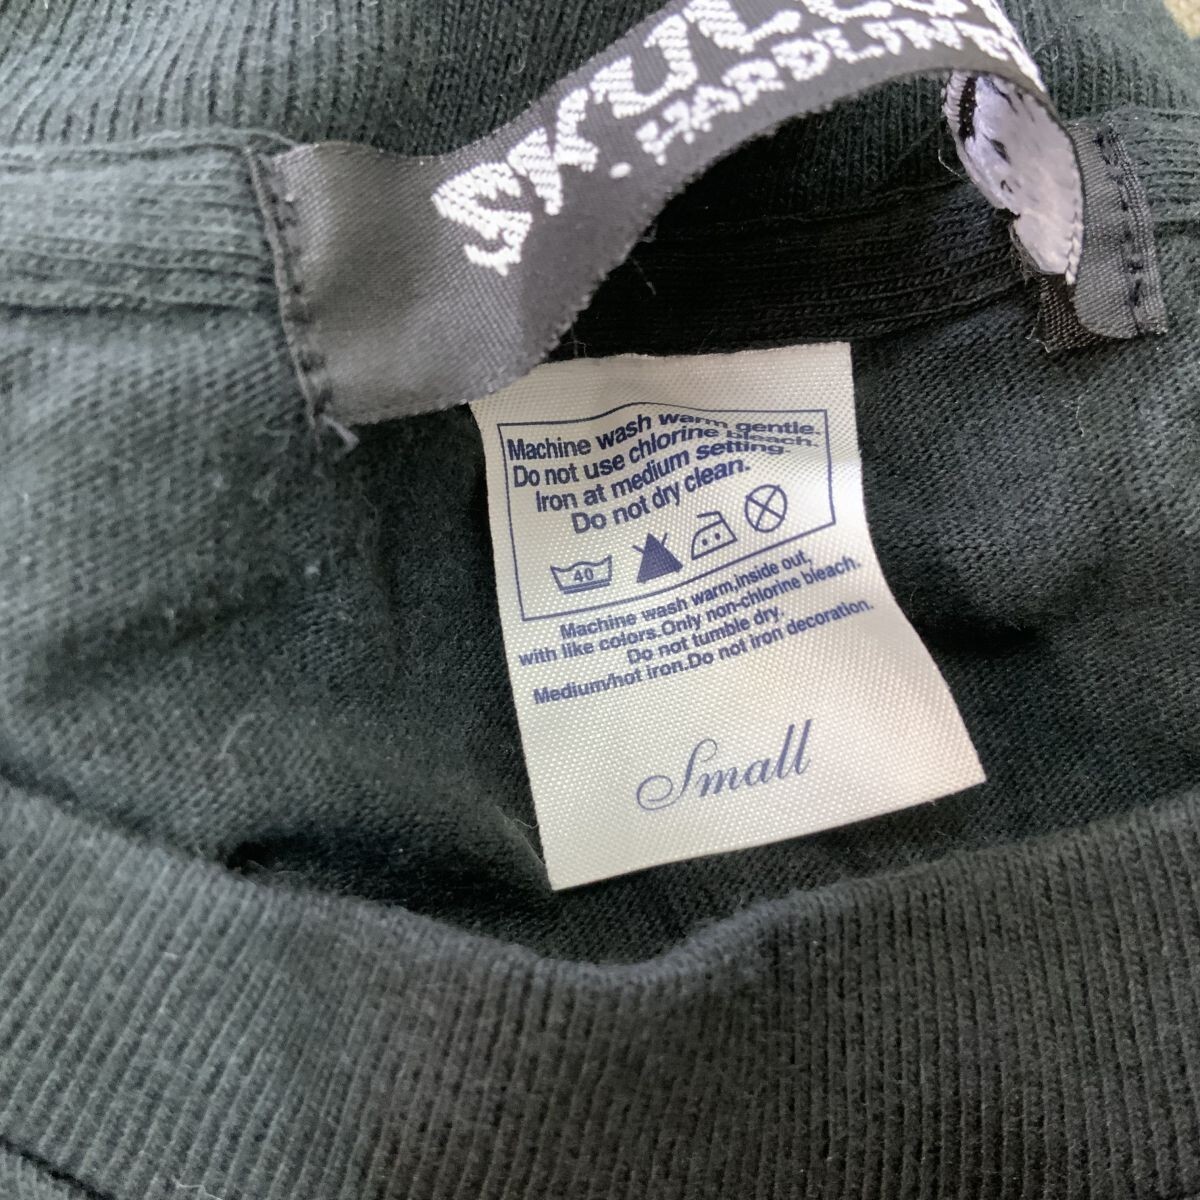 Machine wash warm gentle.
Do not use chlorine bleach.
Iron at medium setting.
Do not dry clean.
40
Machine wash warm,inside out,
with like colors.Only non-chlorine bleach.
Do not tumble dry.
Medium/hot iron.Do not iron decoration.
Small